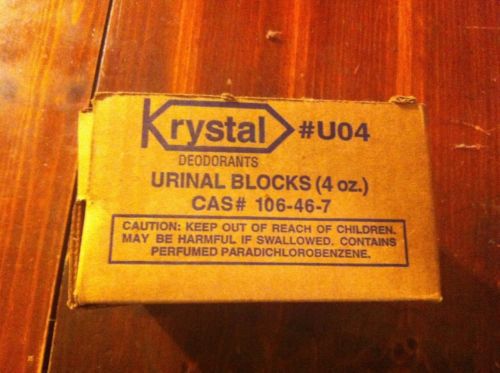 Krystal #U04
DEODORANTS
URINAL BLOCKS (4 oz.)
CAS# 106-46-7
CAUTION: KEEP OUT OF REACH OF CHILDREN.
MAY BE HARMFUL IF SWALLOWED. CONTAINS
PERFUMED PARADICHLOROBENZENE.